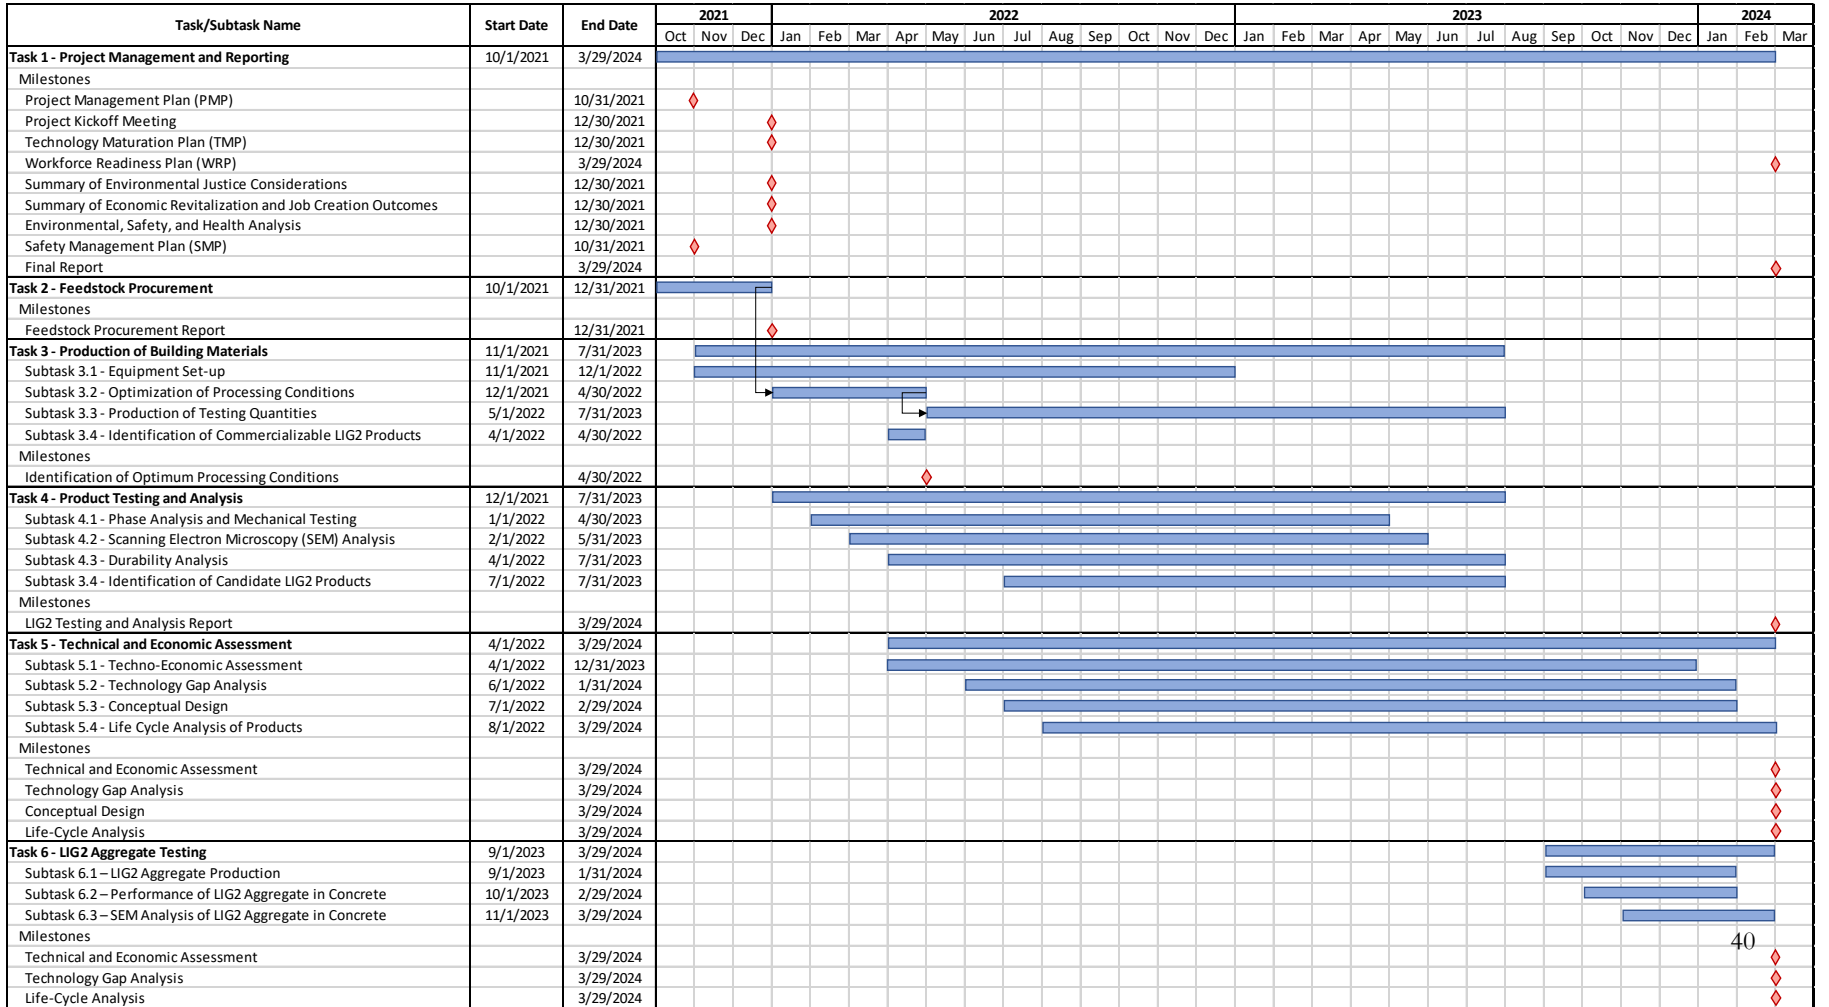 Task/Subtask Name Start Date End Date 2021 2022 2023 2024
Oct Nov Dec Jan Feb Mar Apr May Jun Jul Aug Sep Oct Nov Dec Jan Feb Mar Apr May Jun Jul Aug Sep Oct Nov Dec Jan Feb Mar
Task 1 - Project Management and Reporting 10/1/2021 3/29/2024
Milestones
Project Management Plan (PMP) 10/31/2021
Project Kickoff Meeting 12/30/2021
Technology Maturation Plan (TMP) 12/30/2021
Workforce Readiness Plan (WRP) 3/29/2024
Summary of Environmental Justice Considerations 12/30/2021
Summary of Economic Revitalization and Job Creation Outcomes 12/30/2021
Environmental, Safety, and Health Analysis 12/30/2021
Safety Management Plan (SMP) 10/31/2021
Final Report 3/29/2024
Task 2 - Feedstock Procurement 10/1/2021 12/31/2021
Milestones
Feedstock Procurement Report 12/31/2021
Task 3 - Production of Building Materials 11/1/2021 7/31/2023
Subtask 3.1 - Equipment Set-up 11/1/2021 12/1/2022
Subtask 3.2 - Optimization of Processing Conditions 12/1/2021 4/30/2022
Subtask 3.3 - Production of Testing Quantities 5/1/2022 7/31/2023
Subtask 3.4 - Identification of Commercializable LIG2 Products 4/1/2022 4/30/2022
Milestones
Identification of Optimum Processing Conditions 4/30/2022
Task 4 - Product Testing and Analysis 12/1/2021 7/31/2023
Subtask 4.1 - Phase Analysis and Mechanical Testing 1/1/2022 4/30/2023
Subtask 4.2 - Scanning Electron Microscopy (SEM) Analysis 2/1/2022 5/31/2023
Subtask 4.3 - Durability Analysis 4/1/2022 7/31/2023
Subtask 3.4 - Identification of Candidate LIG2 Products 7/1/2022 7/31/2023
Milestones
LIG2 Testing and Analysis Report 3/29/2024
Task 5 - Technical and Economic Assessment 4/1/2022 3/29/2024
Subtask 5.1 - Techno-Economic Assessment 4/1/2022 12/31/2023
Subtask 5.2 - Technology Gap Analysis 6/1/2022 1/31/2024
Subtask 5.3 - Conceptual Design 7/1/2022 2/29/2024
Subtask 5.4 - Life Cycle Analysis of Products 8/1/2022 3/29/2024
Milestones
Technical and Economic Assessment 3/29/2024
Technology Gap Analysis 3/29/2024
Conceptual Design 3/29/2024
Life-Cycle Analysis 3/29/2024
Task 6 - LIG2 Aggregate Testing 9/1/2023 3/29/2024
Subtask 6.1 – LIG2 Aggregate Production 9/1/2023 1/31/2024
Subtask 6.2 – Performance of LIG2 Aggregate in Concrete 10/1/2023 2/29/2024
Subtask 6.3 – SEM Analysis of LIG2 Aggregate in Concrete 11/1/2023 3/29/2024
Milestones
40
Technical and Economic Assessment 3/29/2024
Technology Gap Analysis 3/29/2024
Life-Cycle Analysis 3/29/2024